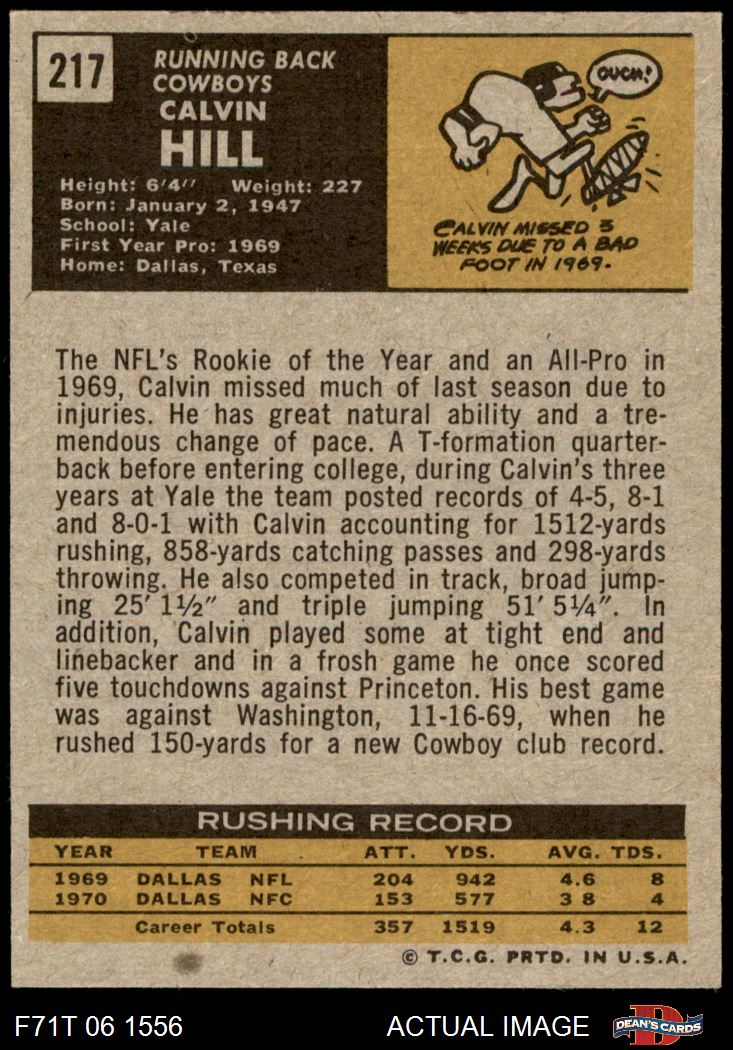 217
RUNNING BACK
COWBOYS
CALVIN
HILL
Height: 6'4" Weight: 227
Born: January 2, 1947
School: Yale
First Year Pro: 1969
Home: Dallas, Texas
OUCH!
CALVIN MISSED 3
WEEKS DUE TO A BAD
FOOT IN 1969.
The NFL's Rookie of the Year and an All-Pro in
1969, Calvin missed much of last season due to
injuries. He has great natural ability and a tre-
mendous change of pace. A T-formation quarter-
back before entering college, during Calvin's three
years at Yale the team posted records of 4-5, 8-1
and 8-0-1 with Calvin accounting for 1512-yards
rushing, 858-yards catching passes and 298-yards
throwing. He also competed in track, broad jump-
ing 25' 1½" and triple jumping 51' 5¼". In
addition, Calvin played some at tight end and
linebacker and in a frosh game he once scored
five touchdowns against Princeton. His best game
was against Washington, 11-16-69, when he
rushed 150-yards for a new Cowboy club record.
RUSHING RECORD
YEAR TEAM ATT. YDS. AVG. TDS.
1969 DALLAS NFL 204 942 4.6 8
1970 DALLAS NFC 153 577 3 8 4
Career Totals 357 1519 4.3 12
© T.C.G. PRTD. IN U.S.A.
F71T 06 1556 ACTUAL IMAGE D DEAN'S CARDS